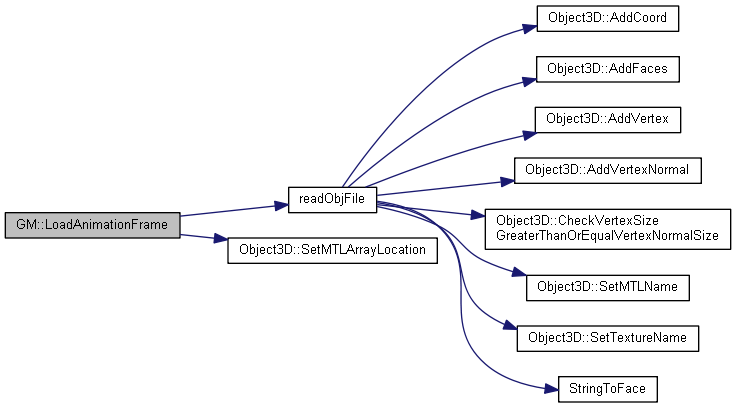 Object3D::AddCoord
Object3D::AddFaces
Object3D::AddVertex
Object3D::AddVertexNormal
readObjFile
Object3D::CheckVertexSize
GreaterThanOrEqualVertexNormalSize
GM::LoadAnimationFrame
Object3D::SetMTLArrayLocation
Object3D::SetMTLName
Object3D::SetTextureName
StringToFace